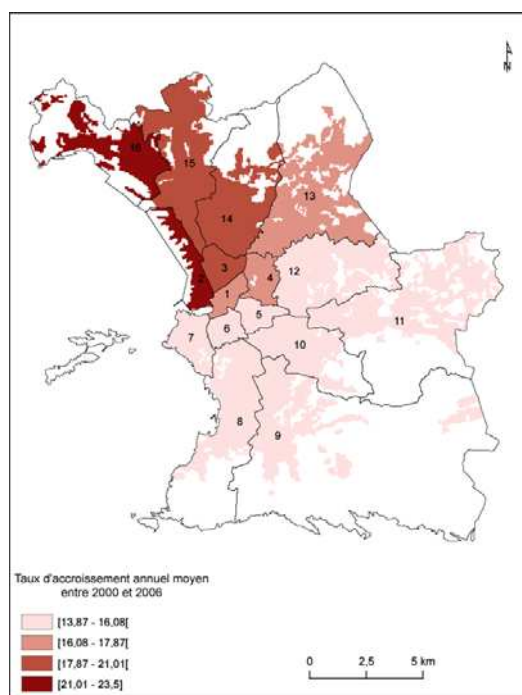 N
16
15
13
14
3
2
4
12
1
5
11
6
7
10
8
9
Taux d'accroissement annuel moyen
entre 2000 et 2006
[13,87 - 16,08[
[16,08 - 17,87[
[17,87 - 21,01[
[21,01 - 23,5]
0 2,5 5 km